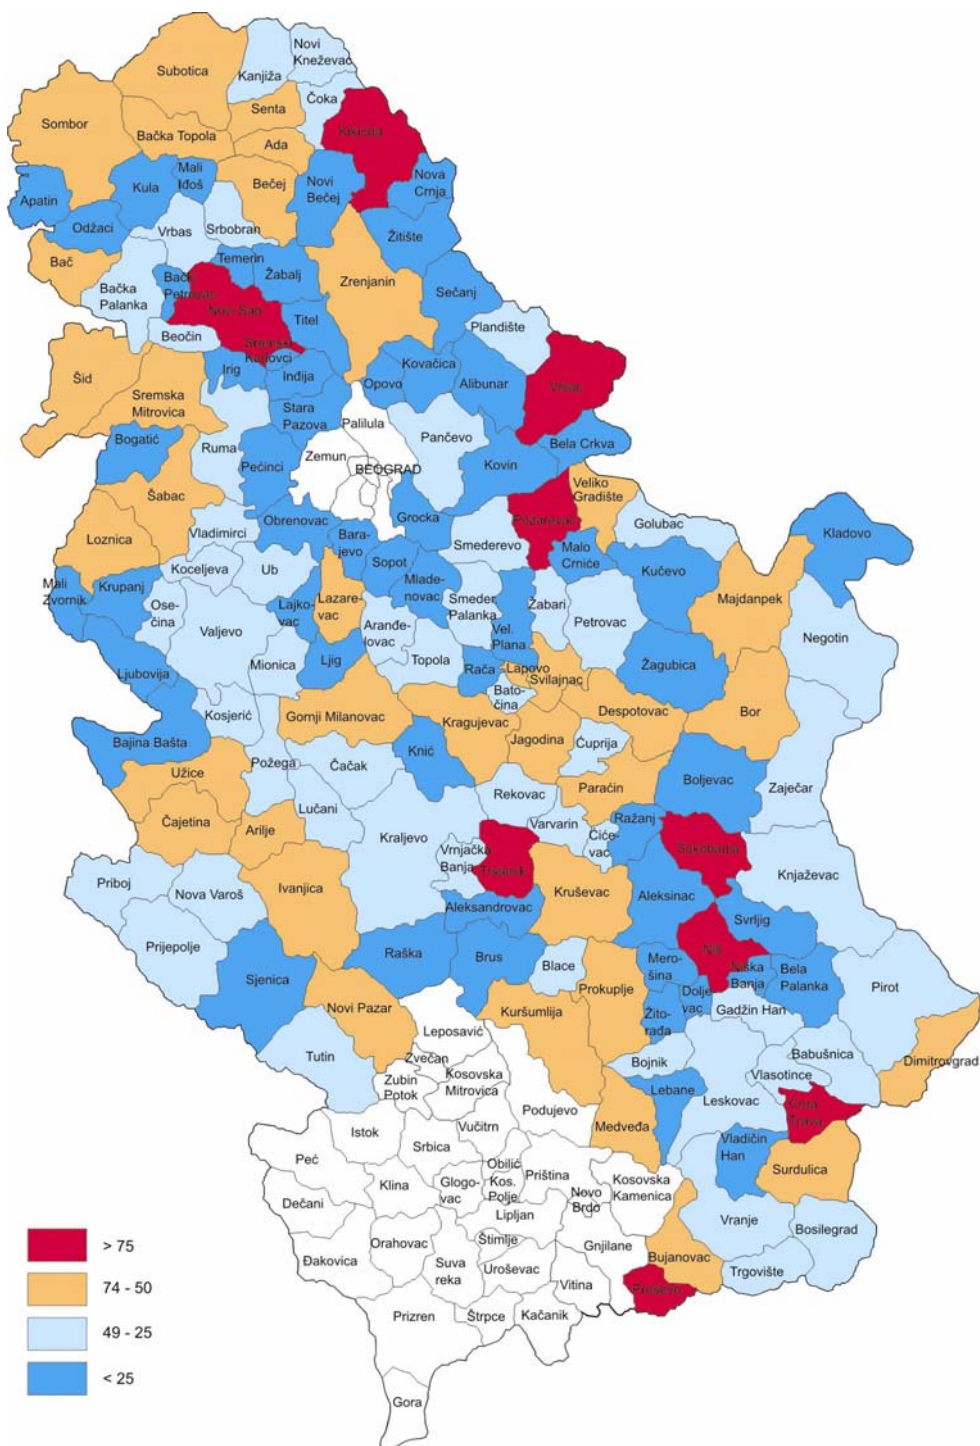 Novi
Kneževac
Subotica
Kanjiža
Čoka
Senta
Sombor
Kikinda
Bačka Topola
Ada
Mali
Iđoš
Bečej
Novi
Bečej
Nova
Crnja
Kula
Apatin
Odžaci
Vrbas
Srbobran
Žitište
Bač
Temerin
Žabalj
Zrenjanin
Bačk
Petrovac
Sečanj
Bačka
Palanka
Novi Sad
Titel
Plandište
Beočin
Sremski
Karlovci
Vršac
Šid
Irig
Inđija
Opovo
Kovačica
Alibunar
Sremska
Mitrovica
Stara
Pazova
Palilula
Bogatić
Ruma
Pančevo
Bela Crkva
Zemun
BEOGRAD
Pećinci
Kovin
Šabac
Veliko
Gradište
Obrenovac
Grocka
Požarevac
Golubac
Kladovo
Loznica
Vladimirci
Bara-
jevo
Smederevo
Malo
Crniće
Koceljeva
Ub
Sopot
Kučevo
Mali
Zvornik
Krupanj
Mlade-
novac
Lazare-
vac
Smeder.
Palanka
Majdanpek
Ose-
čina
Lajko-
vac
Žabari
Petrovac
Aranđe-
lovac
Valjevo
Vel.
Plana
Negotin
Mionica
Ljig
Topola
Žagubica
Ljubovija
Rača
Lapovo
Svilajnac
Bato-
čina
Kosjerić
Gornji Milanovac
Despotovac
Bor
Kragujevac
Bajina Bašta
Jagodina
Ćuprija
Knić
Požega
Čačak
Užice
Boljevac
Paraćin
Zaječar
Rekovac
Lučani
Čajetina
Arilje
Ražanj
Varvarin
Kraljevo
Ćiće-
vac
Sokobanja
Vrnjačka
Banja
Trstenik
Knjaževac
Priboj
Nova Varoš
Ivanjica
Kruševac
Aleksinac
Aleksandrovac
Svrljig
Prijepolje
Niš
Raška
Brus
Blace
Mero-
šina
Niška
Banja
Bela
Palanka
Sjenica
Pirot
Prokuplje
Dolje
vac
Novi Pazar
Kuršumlija
Žito-
rađa
Gadžin Han
Leposavić
Babušnica
Tutin
Zvečan
Bojnik
Dimitrovgrad
Vlasotince
Zubin
Potok
Kosovska
Mitrovica
Lebane
Leskovac
Crna
Trava
Podujevo
Vučitrn
Medveđa
Istok
Srbica
Vladičin
Han
Peć
Obilić
Surdulica
Priština
Klina
Glogo-
vac
Kos.
Polje
Kosovska
Kamenica
Dečani
Novo
Brdo
Lipljan
Vranje
Bosilegrad
Orahovac
Štimlje
Gnjilane
Đakovica
Suva
reka
Uroševac
Bujanovac
Trgovište
Vitina
Preševo
Prizren
Štrpce
Kačanik
Gora
> 75
74 - 50
49 - 25
< 25